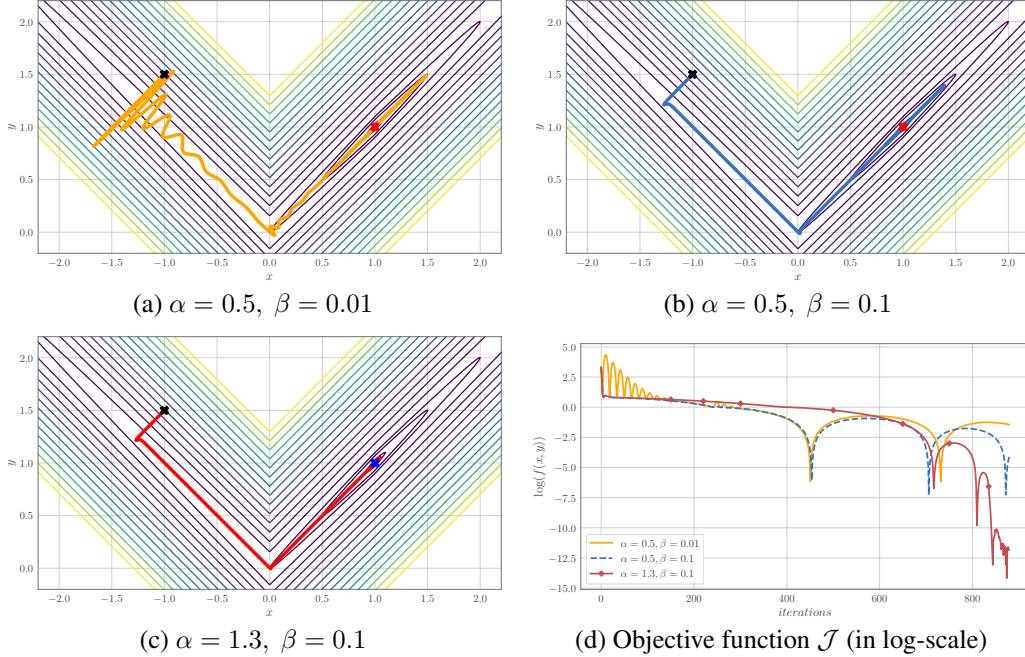 2.0
1.5
1.0
0.5
0.0
y
−2.0 −1.5 −1.0 −0.5 0.0 0.5 1.0 1.5 2.0
x
(a) α = 0.5, β = 0.01
2.0
1.5
1.0
0.5
0.0
y
−2.0 −1.5 −1.0 −0.5 0.0 0.5 1.0 1.5 2.0
x
(b) α = 0.5, β = 0.1
2.0
1.5
1.0
0.5
0.0
y
−2.0 −1.5 −1.0 −0.5 0.0 0.5 1.0 1.5 2.0
x
(c) α = 1.3, β = 0.1
5.0
2.5
0.0
−2.5
−5.0
−7.5
−10.0
−12.5
−15.0
log(f(x, y))
α = 0.5, β = 0.01
α = 0.5, β = 0.1
α = 1.3, β = 0.1
0 200 400 600 800
iterations
(d) Objective function 𝒥 (in log-scale)